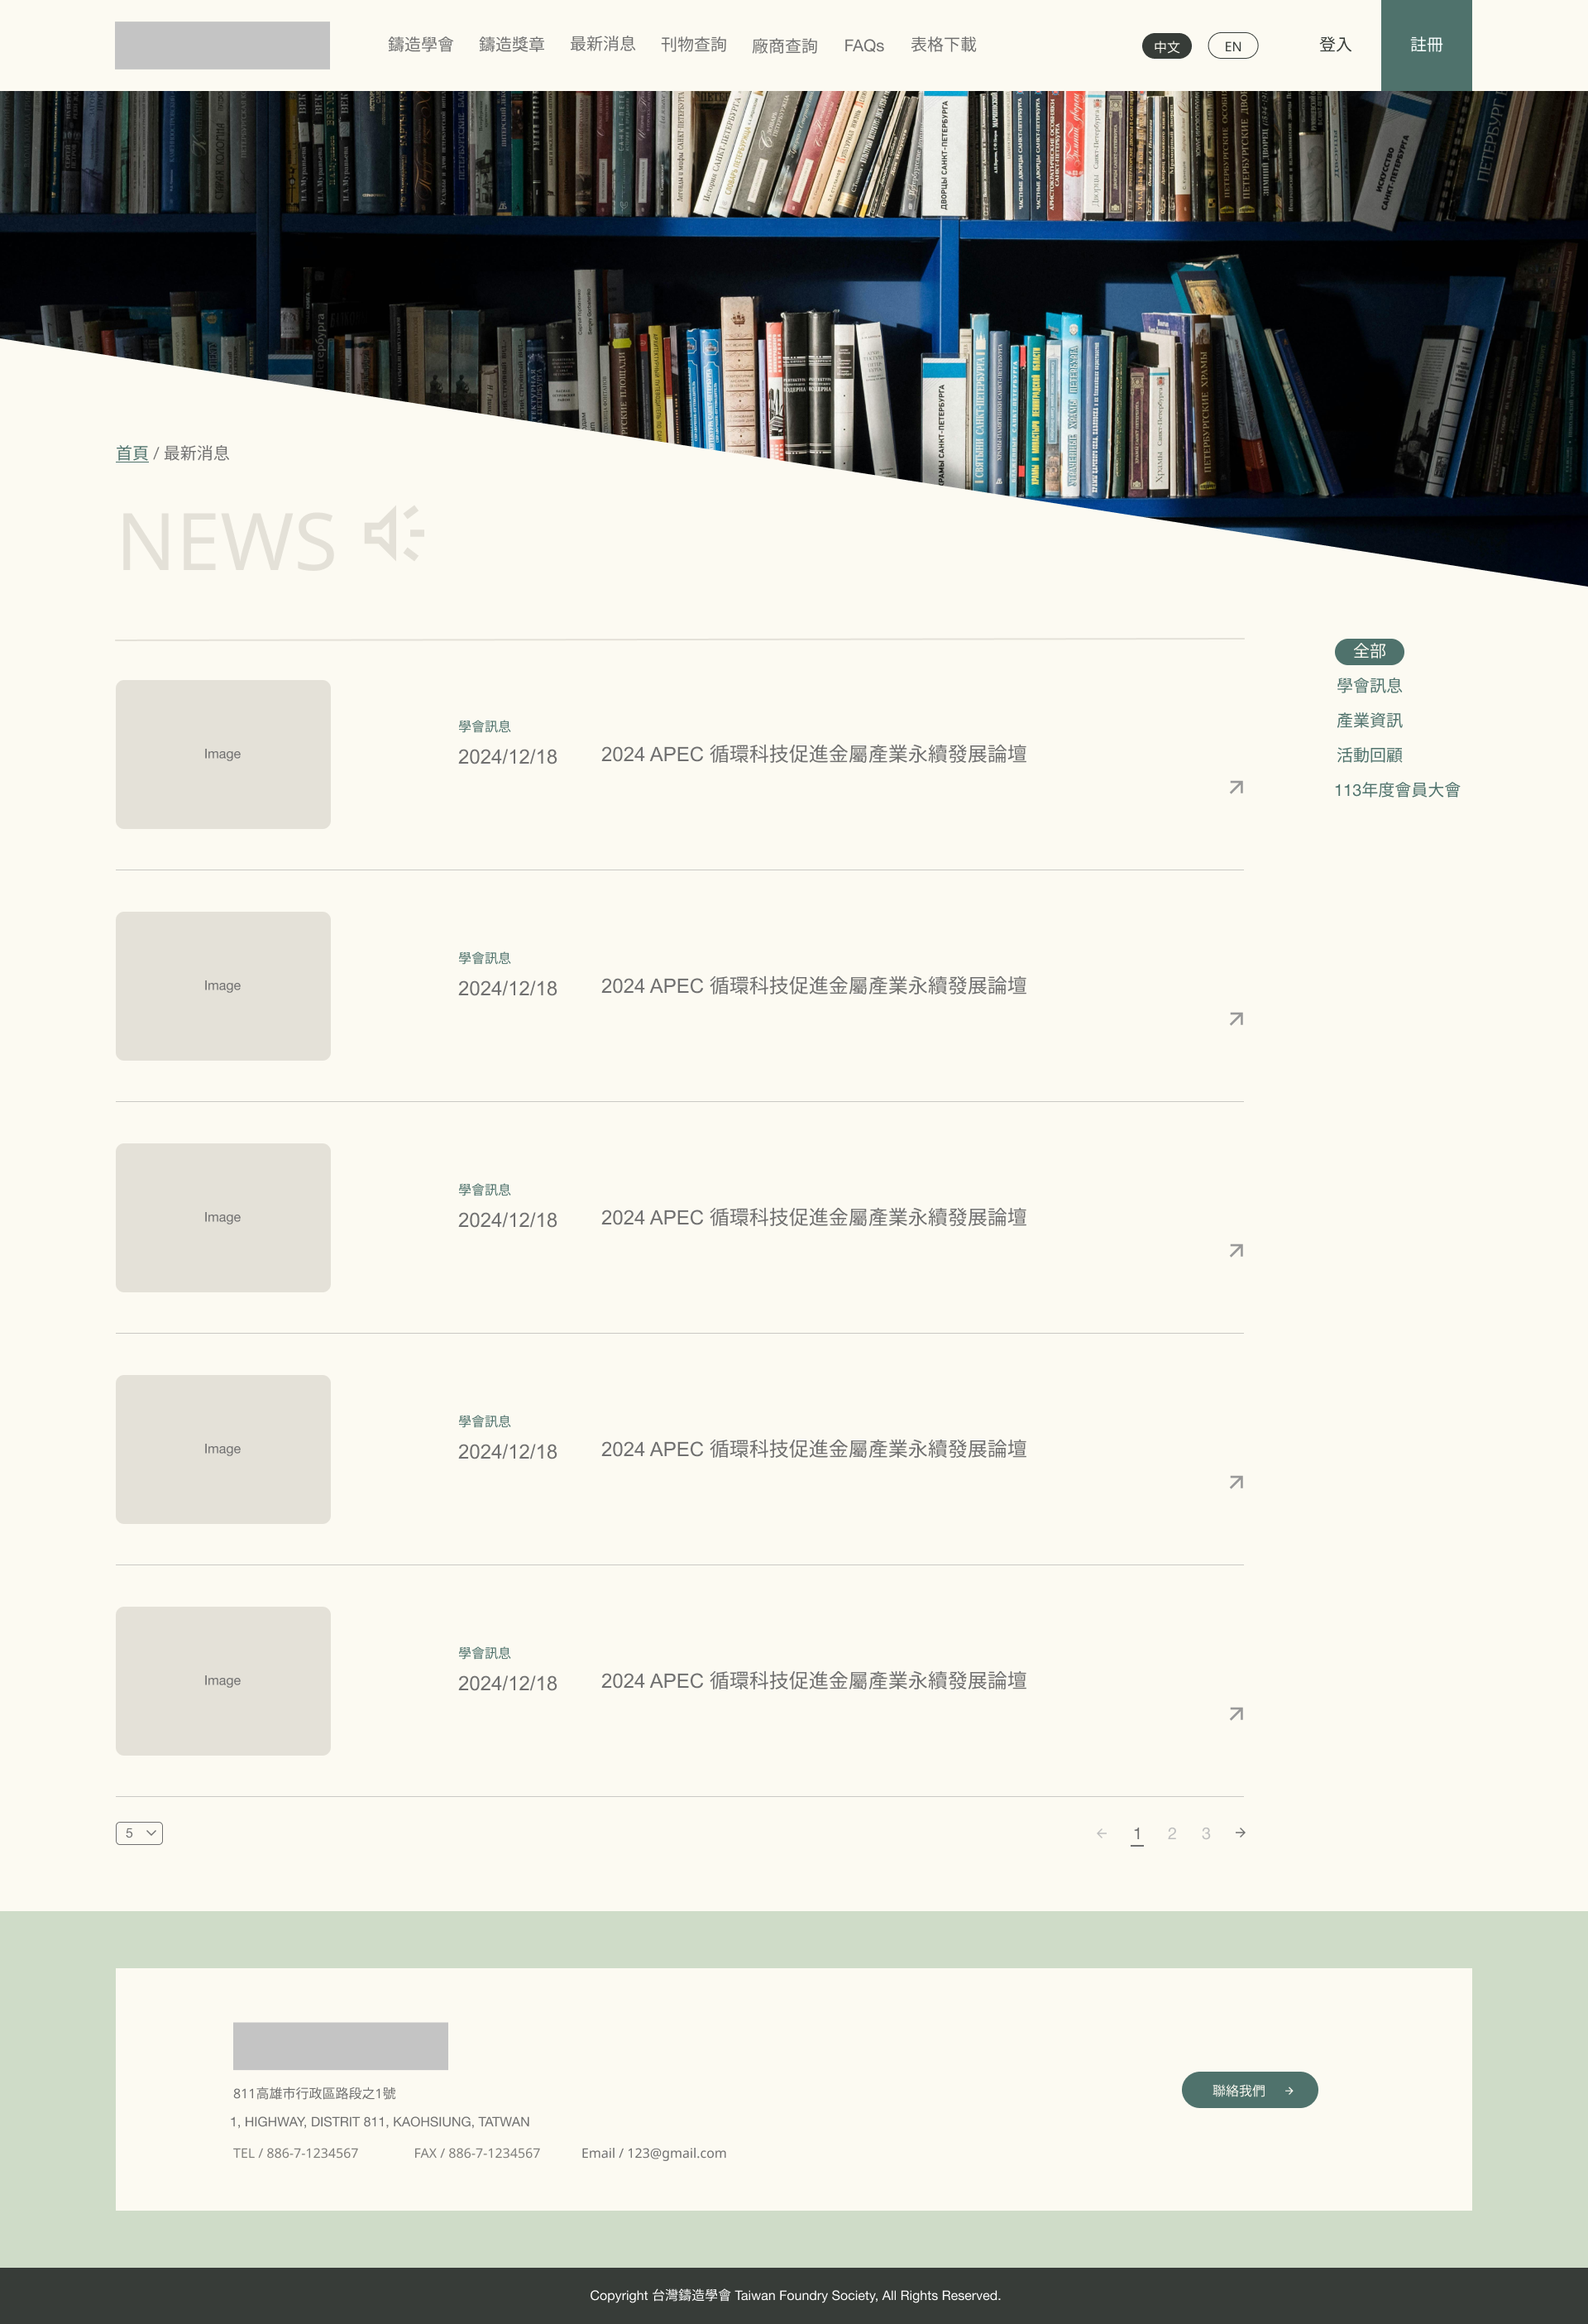 鑄造學會 鑄造獎章 最新消息 刊物查詢 廠商查詢 FAQs 表格下載 中文 EN 登入 註冊
ДВОРЦЫ САНКТ-ПЕТЕРБУРГА
ИСКУССТВО САНКТ-ПЕТЕРБУРГА
ХРАМЫ САНКТ-ПЕТЕРБУРГА
首頁 / 最新消息
NEWS
全部
學會訊息
產業資訊
活動回顧
113年度會員大會
Image
學會訊息
2024/12/18 2024 APEC 循環科技促進金屬產業永續發展論壇
Image
學會訊息
2024/12/18 2024 APEC 循環科技促進金屬產業永續發展論壇
Image
學會訊息
2024/12/18 2024 APEC 循環科技促進金屬產業永續發展論壇
Image
學會訊息
2024/12/18 2024 APEC 循環科技促進金屬產業永續發展論壇
Image
學會訊息
2024/12/18 2024 APEC 循環科技促進金屬產業永續發展論壇
5 ← 1 2 3 →
811高雄市行政區路段之1號
1, HIGHWAY, DISTRIT 811, KAOHSIUNG, TATWAN
TEL / 886-7-1234567 FAX / 886-7-1234567 Email / 123@gmail.com
聯絡我們 →
Copyright 台灣鑄造學會 Taiwan Foundry Society, All Rights Reserved.